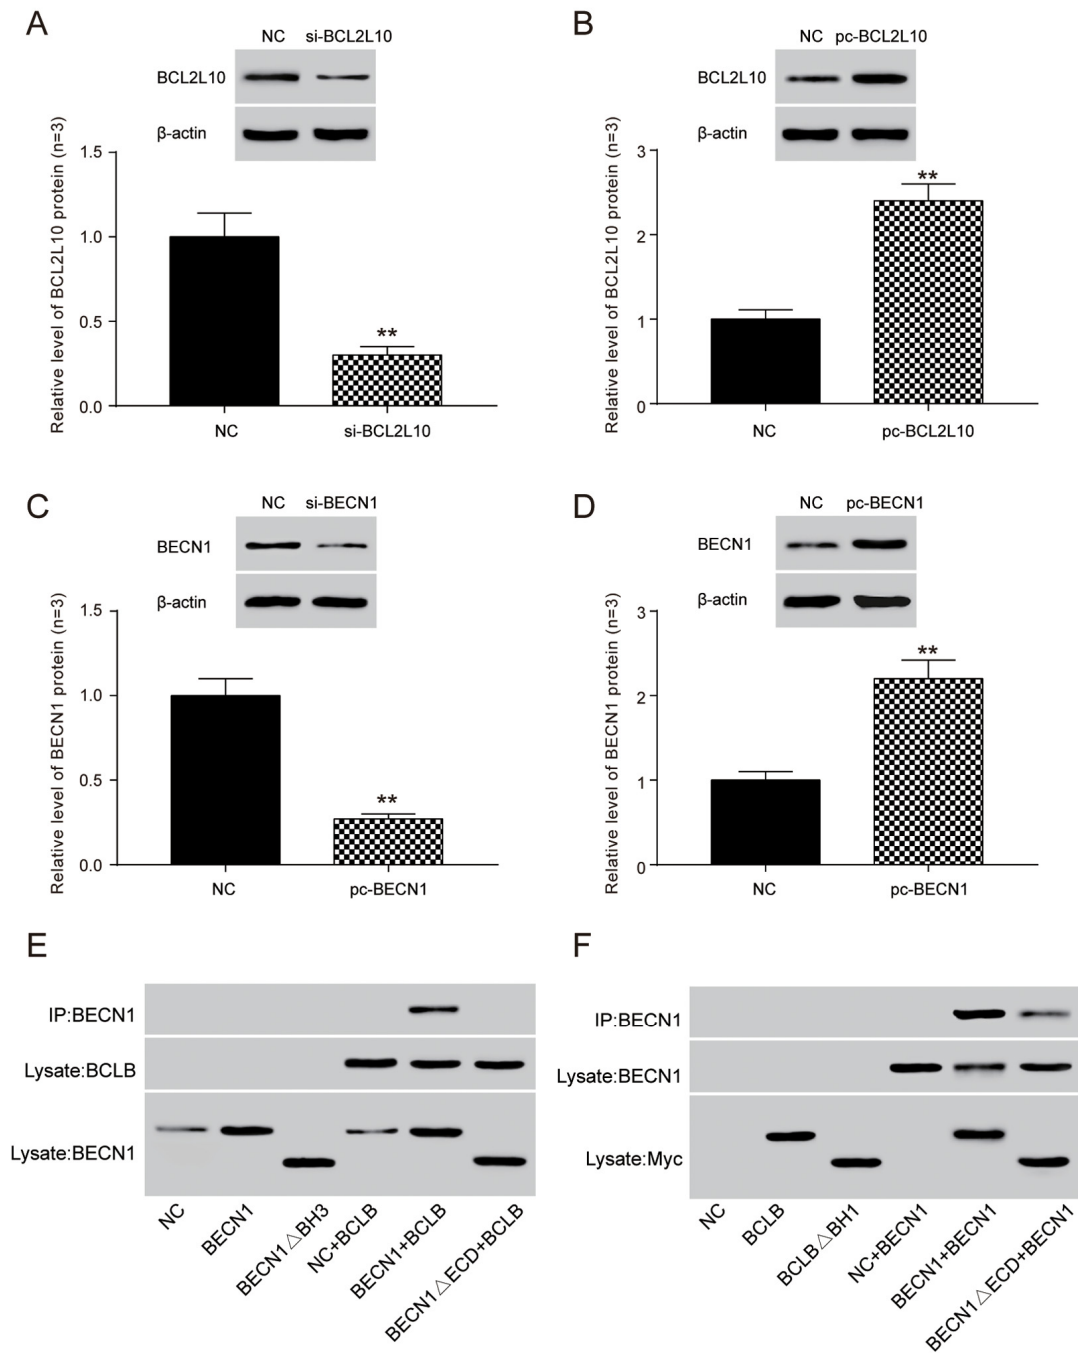 A
NC si-BCL2L10
BCL2L10
β-actin
Relative level of BCL2L10 protein (n=3)
1.5
1.0
0.5
0.0
**
NC
si-BCL2L10
B
NC pc-BCL2L10
BCL2L10
β-actin
Relative level of BCL2L10 protein (n=3)
3
2
1
0
**
NC
pc-BCL2L10
C
NC si-BECN1
BECN1
β-actin
Relative level of BECN1 protein (n=3)
1.5
1.0
0.5
0.0
**
NC
pc-BECN1
D
NC pc-BECN1
BECN1
β-actin
Relative level of BECN1 protein (n=3)
3
2
1
0
**
NC
pc-BECN1
E
IP:BECN1
Lysate:BCLB
Lysate:BECN1
NC
BECN1
BECN1△BH3
NC+BCLB
BECN1+BCLB
BECN1△ECD+BCLB
F
IP:BECN1
Lysate:BECN1
Lysate:Myc
NC
BCLB
BCLB△BH1
NC+BECN1
BECN1+BECN1
BECN1△ECD+BECN1